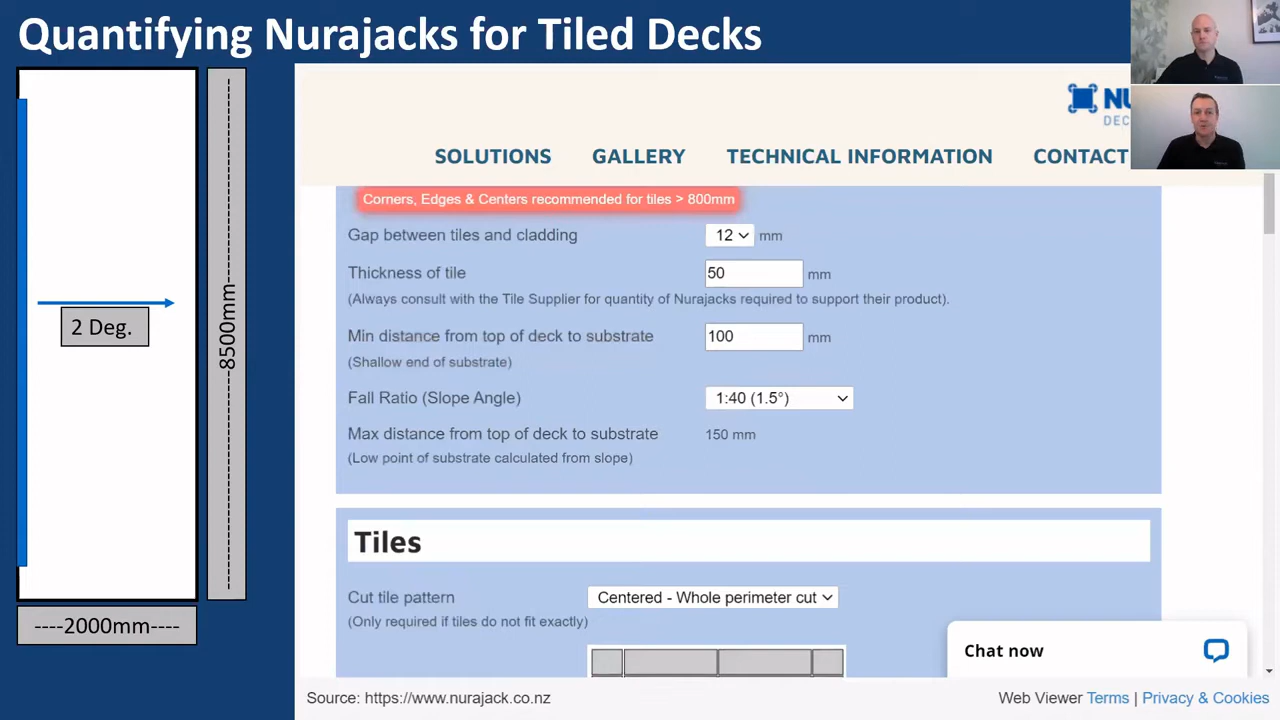 Quantifying Nurajacks for Tiled Decks
2 Deg.
8500mm
----2000mm----
SOLUTIONS GALLERY TECHNICAL INFORMATION CONTACT
Corners, Edges & Centers recommended for tiles > 800mm
Gap between tiles and cladding 12 mm
Thickness of tile 50 mm
(Always consult with the Tile Supplier for quantity of Nurajacks required to support their product).
Min distance from top of deck to substrate 100 mm
(Shallow end of substrate)
Fall Ratio (Slope Angle) 1:40 (1.5°)
Max distance from top of deck to substrate 150 mm
(Low point of substrate calculated from slope)
Tiles
Cut tile pattern Centered - Whole perimeter cut
(Only required if tiles do not fit exactly)
Chat now
Source: https://www.nurajack.co.nz
Web Viewer Terms | Privacy & Cookies